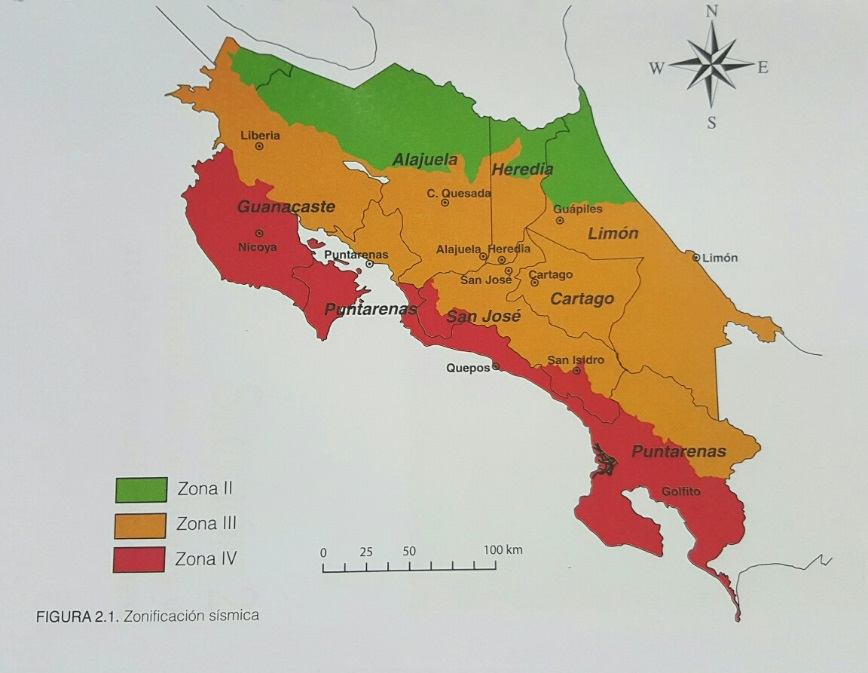 N
W E
S
Liberia
Alajuela
Heredia
C. Quesada
Guanacaste
Guápiles
Limón
Nicoya
Puntarenas
Alajuela Heredia
Limón
San José
Cartago
Cartago
Puntarenas
San José
San Isidro
Quepos
Puntarenas
Golfito
Zona II
Zona III
Zona IV
0 25 50 100 km
FIGURA 2.1. Zonificación sísmica